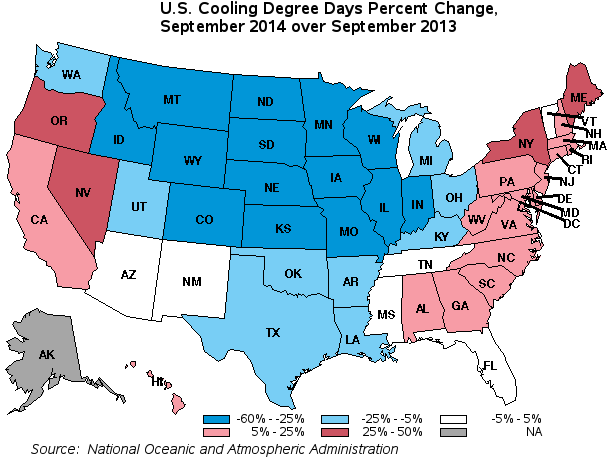 U.S. Cooling Degree Days Percent Change,
September 2014 over September 2013
WA
MT
ND
MN
ME
OR
ID
SD
WI
MI
NY
VT
NH
MA
RI
CT
WY
IA
NE
PA
NJ
NV
UT
CO
IL
IN
OH
DE
MD
DC
CA
KS
MO
KY
WV
VA
AZ
NM
OK
AR
TN
NC
SC
TX
LA
MS
AL
GA
FL
AK
HI
-60% - -25%
-25% - -5%
-5% - 5%
5% - 25%
25% - 50%
NA
Source: National Oceanic and Atmospheric Administration